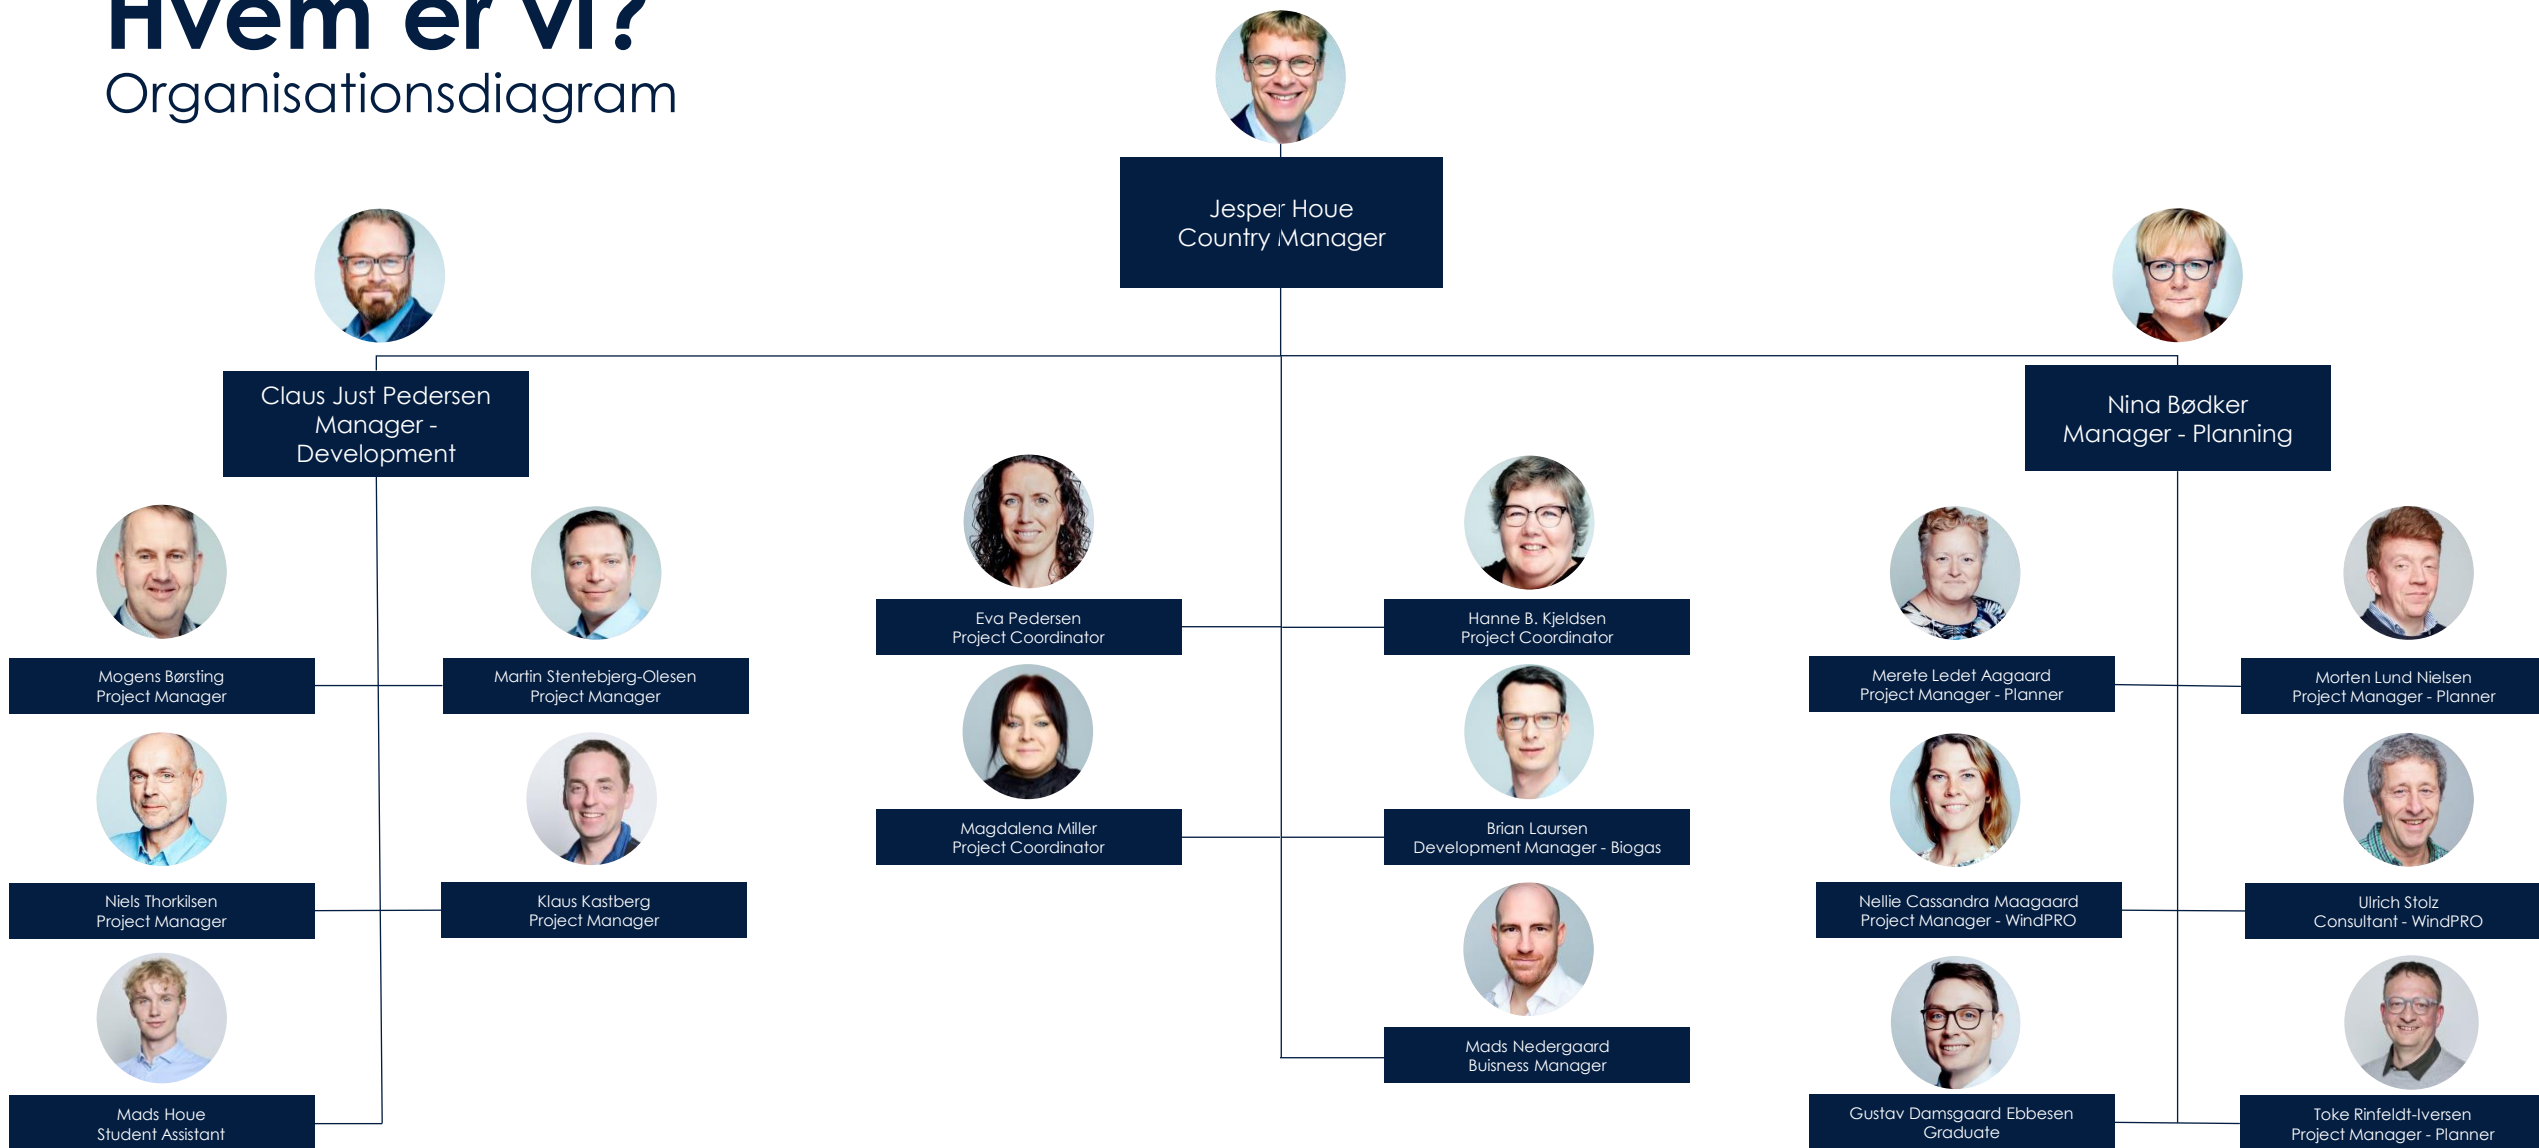 Hvem er vi?
Organisationsdiagram
Jesper Houe
Country Manager
Claus Just Pedersen
Manager -
Development
Nina Bødker
Manager - Planning
Mogens Børsting
Project Manager
Martin Stentebjerg-Olesen
Project Manager
Niels Thorkilsen
Project Manager
Klaus Kastberg
Project Manager
Mads Houe
Student Assistant
Eva Pedersen
Project Coordinator
Hanne B. Kjeldsen
Project Coordinator
Magdalena Miller
Project Coordinator
Brian Laursen
Development Manager - Biogas
Mads Nedergaard
Buisness Manager
Merete Ledet Aagaard
Project Manager - Planner
Morten Lund Nielsen
Project Manager - Planner
Nellie Cassandra Maagaard
Project Manager - WindPRO
Ulrich Stolz
Consultant - WindPRO
Gustav Damsgaard Ebbesen
Graduate
Toke Rinfeldt-Iversen
Project Manager - Planner